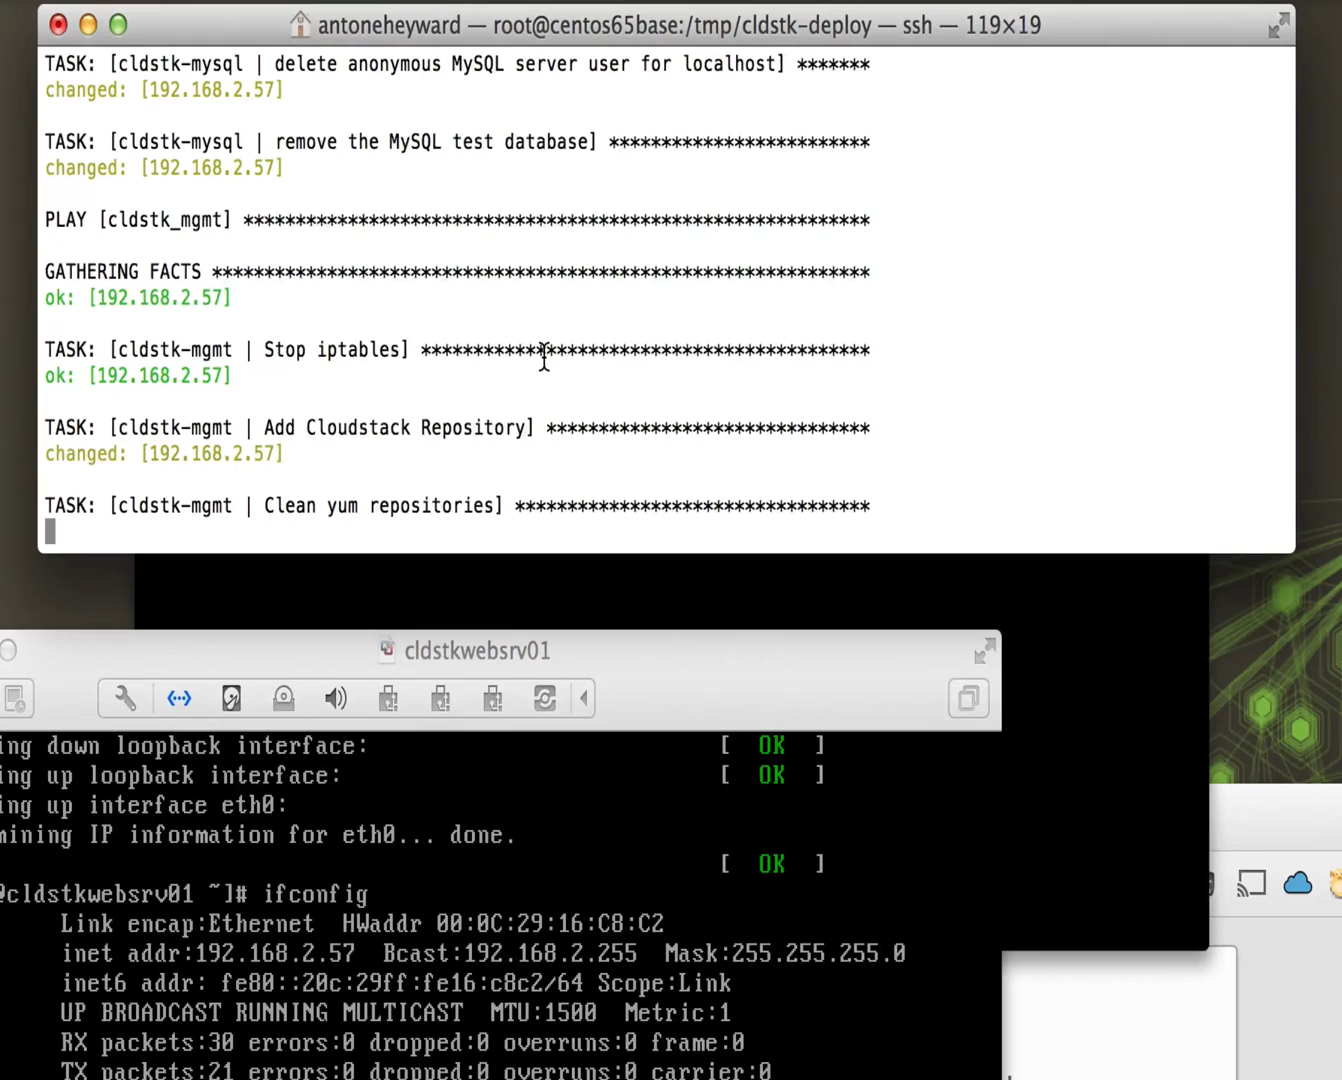 antoneheyward — root@centos65base:/tmp/cldstk-deploy — ssh — 119×19
TASK: [cldstk-mysql | delete anonymous MySQL server user for localhost] *******
changed: [192.168.2.57]
TASK: [cldstk-mysql | remove the MySQL test database] *************************
changed: [192.168.2.57]
PLAY [cldstk_mgmt] ************************************************************
GATHERING FACTS ***************************************************************
ok: [192.168.2.57]
TASK: [cldstk-mgmt | Stop iptables] *******************************************
ok: [192.168.2.57]
TASK: [cldstk-mgmt | Add Cloudstack Repository] *******************************
changed: [192.168.2.57]
TASK: [cldstk-mgmt | Clean yum repositories] **********************************
cldstkwebsrv01
ing down loopback interface: [ OK ]
ing up loopback interface: [ OK ]
ing up interface eth0:
mining IP information for eth0... done.
[ OK ]
@cldstkwebsrv01 ~]# ifconfig
Link encap:Ethernet HWaddr 00:0C:29:16:C8:C2
inet addr:192.168.2.57 Bcast:192.168.2.255 Mask:255.255.255.0
inet6 addr: fe80::20c:29ff:fe16:c8c2/64 Scope:Link
UP BROADCAST RUNNING MULTICAST MTU:1500 Metric:1
RX packets:30 errors:0 dropped:0 overruns:0 frame:0
TX packets:21 errors:0 dropped:0 overruns:0 carrier:0